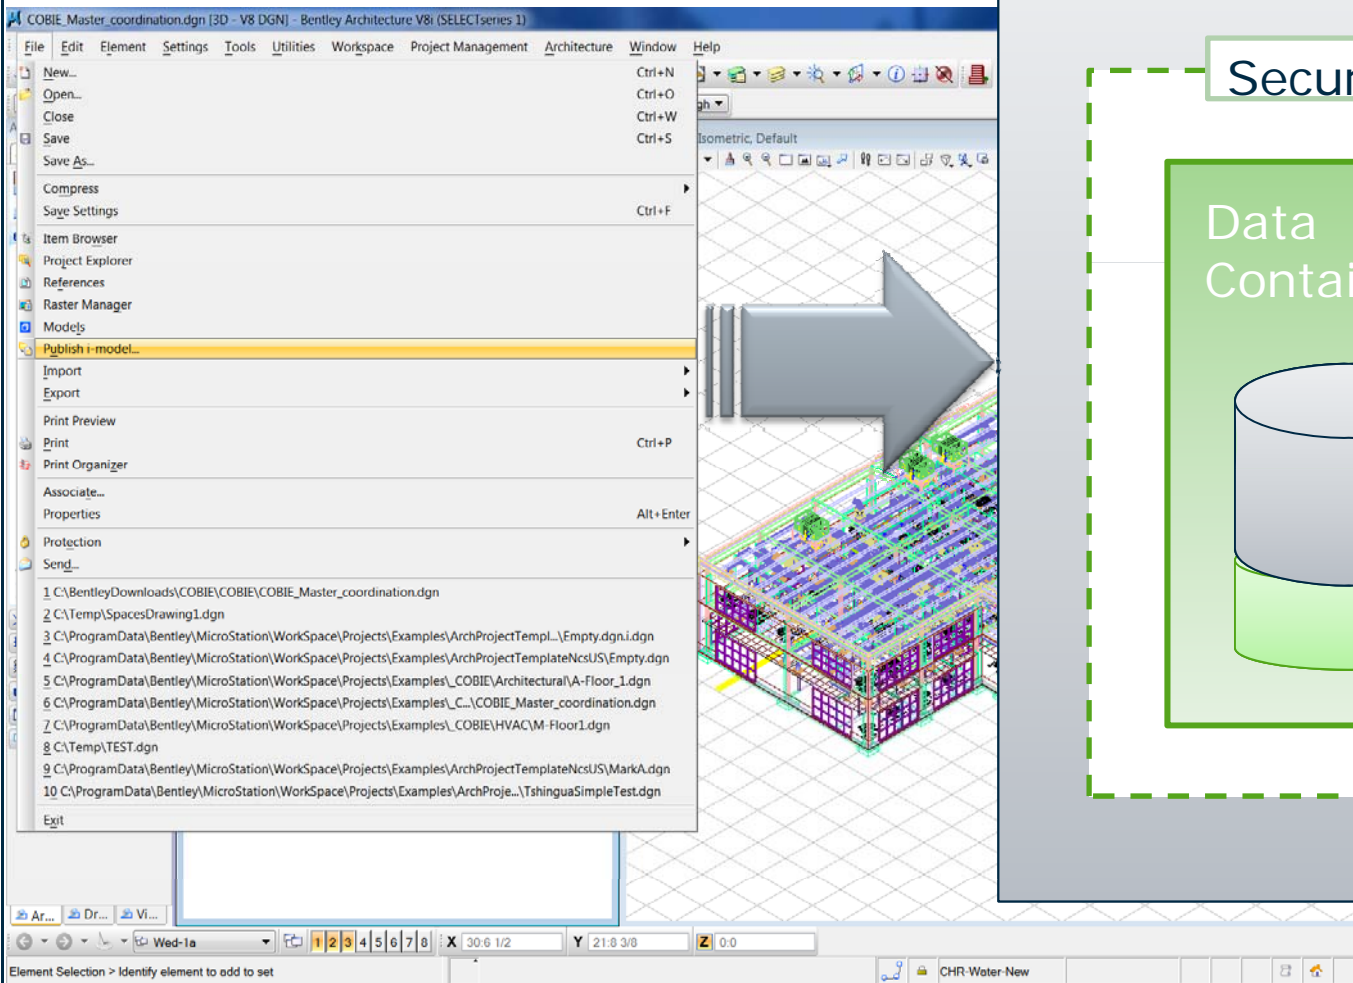 COBIE_Master_coordination.dgn [3D - V8 DGN] - Bentley Architecture V8i (SELECTseries 1)
File Edit Element Settings Tools Utilities Workspace Project Management Architecture Window Help
New... Ctrl+N
Open... Ctrl+O
Close Ctrl+W
Save Ctrl+S
Save As...
Compress
Save Settings Ctrl+F
Item Browser
Project Explorer
References
Raster Manager
Models
Publish i-model...
Import
Export
Print Preview
Print Ctrl+P
Print Organizer
Associate...
Properties Alt+Enter
Protection
Send...
1 C:\BentleyDownloads\COBIE\COBIE\COBIE_Master_coordination.dgn
2 C:\Temp\SpacesDrawing1.dgn
3 C:\ProgramData\Bentley\MicroStation\WorkSpace\Projects\Examples\ArchProjectTempl...\Empty.dgn.i.dgn
4 C:\ProgramData\Bentley\MicroStation\WorkSpace\Projects\Examples\ArchProjectTemplateNcsUS\Empty.dgn
5 C:\ProgramData\Bentley\MicroStation\WorkSpace\Projects\Examples\_COBIE\Architectural\A-Floor_1.dgn
6 C:\ProgramData\Bentley\MicroStation\WorkSpace\Projects\Examples\_C...\COBIE_Master_coordination.dgn
7 C:\ProgramData\Bentley\MicroStation\WorkSpace\Projects\Examples\_COBIE\HVAC\M-Floor1.dgn
8 C:\Temp\TEST.dgn
9 C:\ProgramData\Bentley\MicroStation\WorkSpace\Projects\Examples\ArchProjectTemplateNcsUS\MarkA.dgn
10 C:\ProgramData\Bentley\MicroStation\WorkSpace\Projects\Examples\ArchProje...\TshinguaSimpleTest.dgn
Exit
gh
Isometric, Default
Secur
Data
Contai
Ar... Dr... Vi...
Wed-1a 1 2 3 4 5 6 7 8 X 30:6 1/2 Y 21:8 3/8 Z 0:0
Element Selection > Identify element to add to set
CHR-Water-New